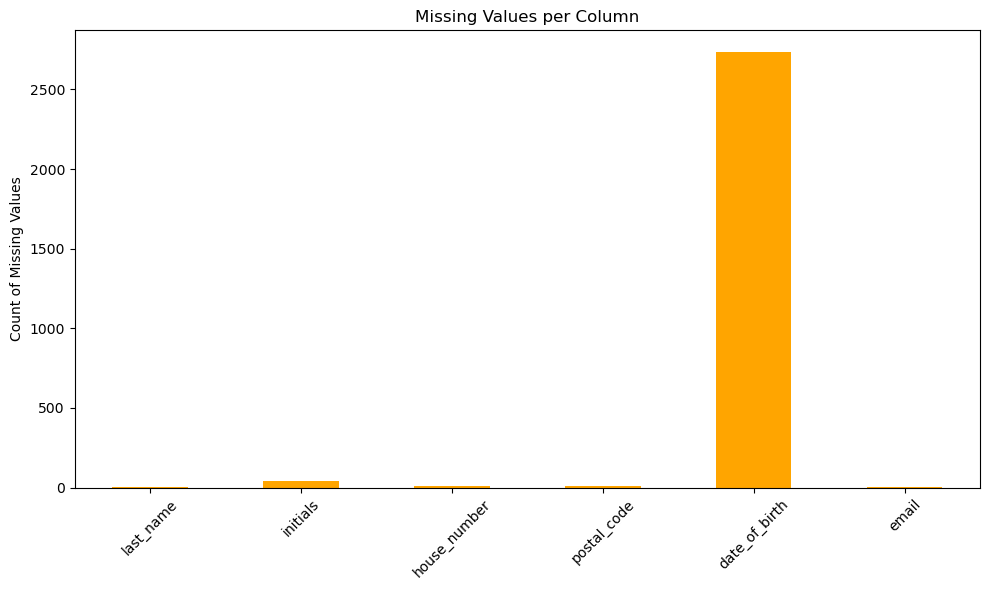 Missing Values per Column
Count of Missing Values
2500
2000
1500
1000
500
0
last_name
initials
house_number
postal_code
date_of_birth
email